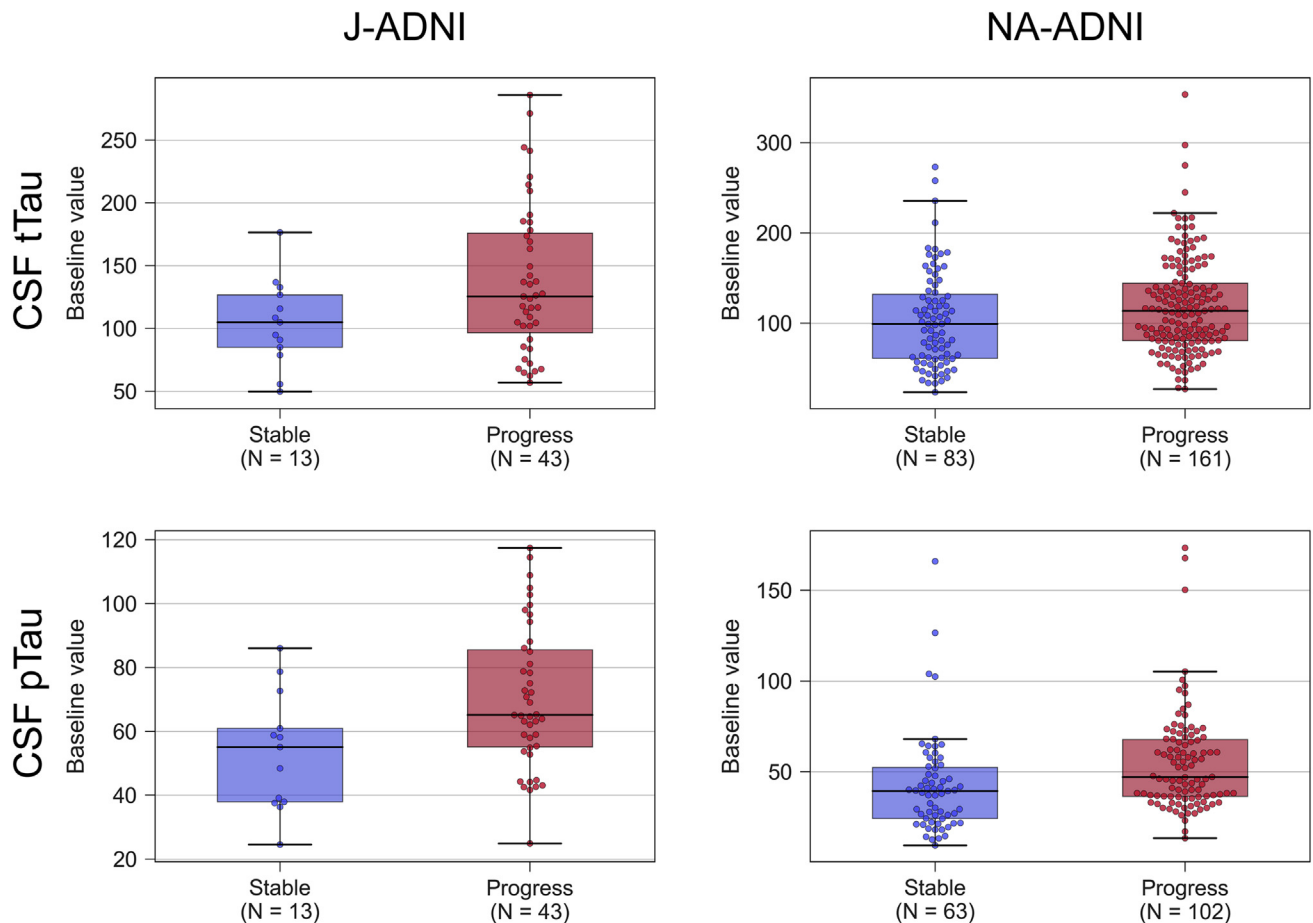 J-ADNI
NA-ADNI
CSF tTau
Baseline value
250
200
150
100
50
Stable
(N = 13)
Progress
(N = 43)
Baseline value
300
200
100
Stable
(N = 83)
Progress
(N = 161)
CSF pTau
Baseline value
120
100
80
60
40
20
Stable
(N = 13)
Progress
(N = 43)
Baseline value
150
100
50
Stable
(N = 63)
Progress
(N = 102)